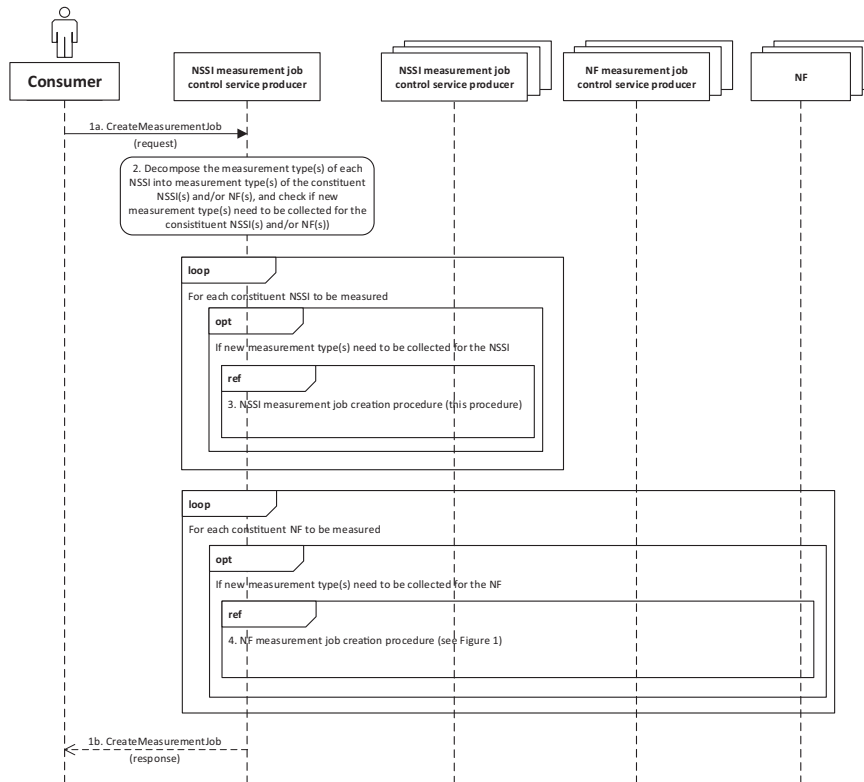 Consumer
NSSI measurement job
control service producer
NSSI measurement job
control service producer
NF measurement job
control service producer
NF
1a. CreateMeasurementJob
(request)
2. Decompose the measurement type(s) of each
NSSI into measurement type(s) of the constituent
NSSI(s) and/or NF(s), and check if new
measurement type(s) need to be collected for the
consistituent NSSI(s) and/or NF(s))
loop
For each constituent NSSI to be measured
opt
If new measurement type(s) need to be collected for the NSSI
ref
3. NSSI measurement job creation procedure (this procedure)
loop
For each constituent NF to be measured
opt
If new measurement type(s) need to be collected for the NF
ref
4. NF measurement job creation procedure (see Figure 1)
1b. CreateMeasurementJob
(response)